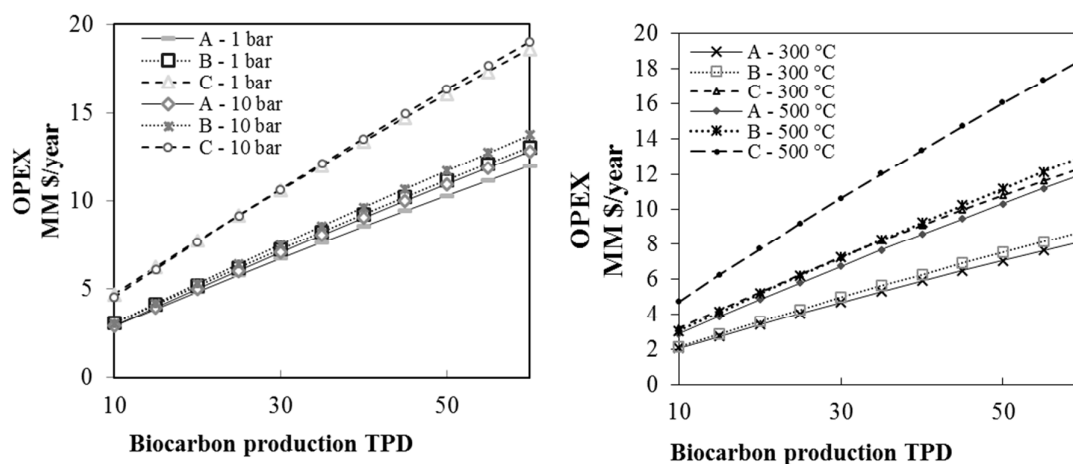 20
15
10
5
0
OPEX
MM $/year
A - 1 bar
B - 1 bar
C - 1 bar
A - 10 bar
B - 10 bar
C - 10 bar
10
30
50
Biocarbon production TPD
20
18
16
14
12
10
8
6
4
2
0
OPEX
MM $/year
A - 300 °C
B - 300 °C
C - 300 °C
A - 500 °C
B - 500 °C
C - 500 °C
10
30
50
Biocarbon production TPD